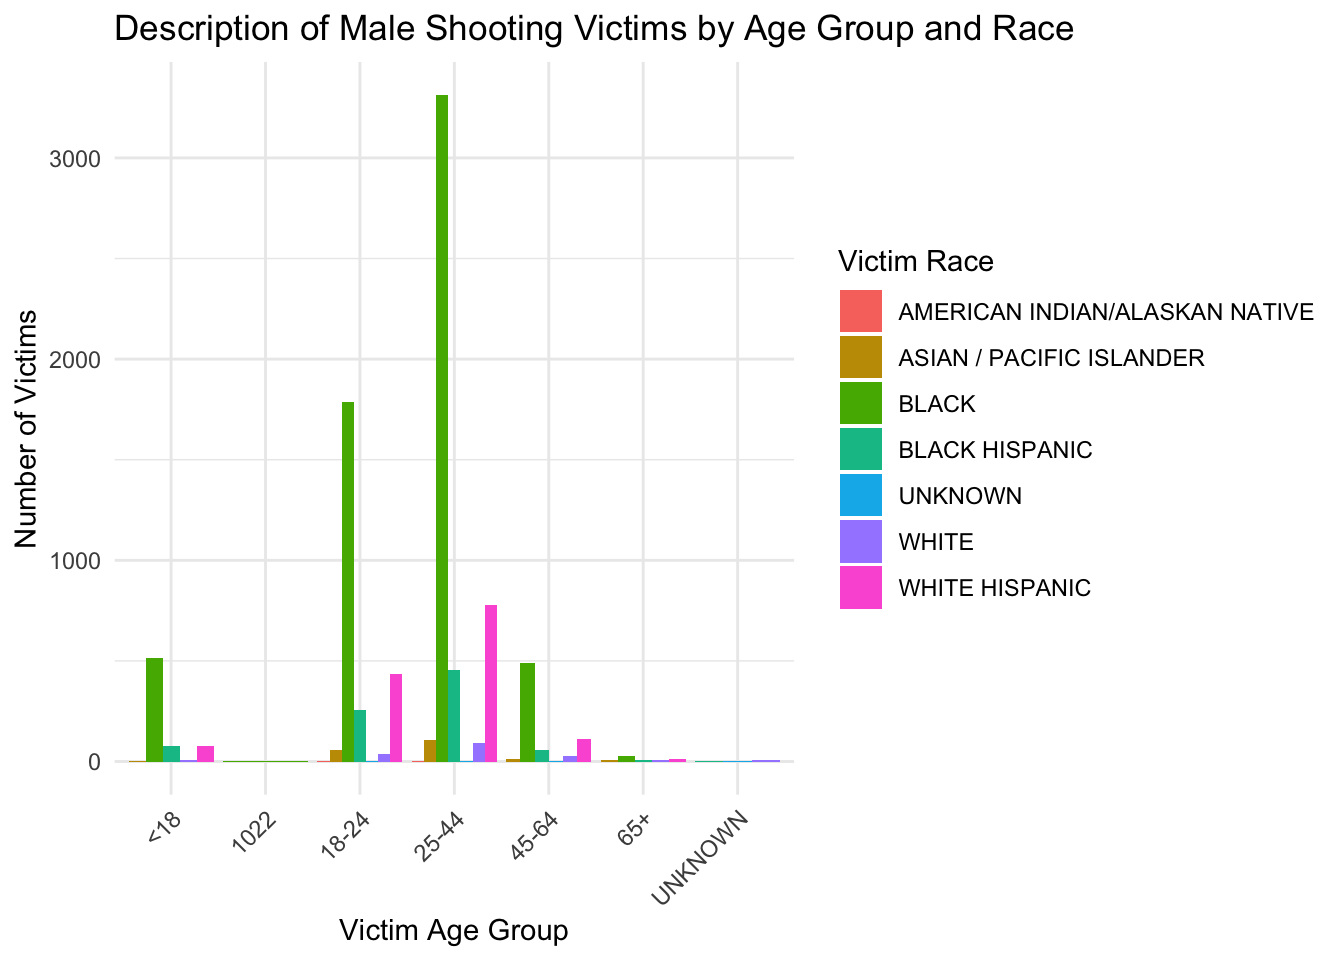 Description of Male Shooting Victims by Age Group and Race
Number of Victims
3000
2000
1000
0
<18
1022
18-24
25-44
45-64
65+
UNKNOWN
Victim Age Group
Victim Race
AMERICAN INDIAN/ALASKAN NATIVE
ASIAN / PACIFIC ISLANDER
BLACK
BLACK HISPANIC
UNKNOWN
WHITE
WHITE HISPANIC